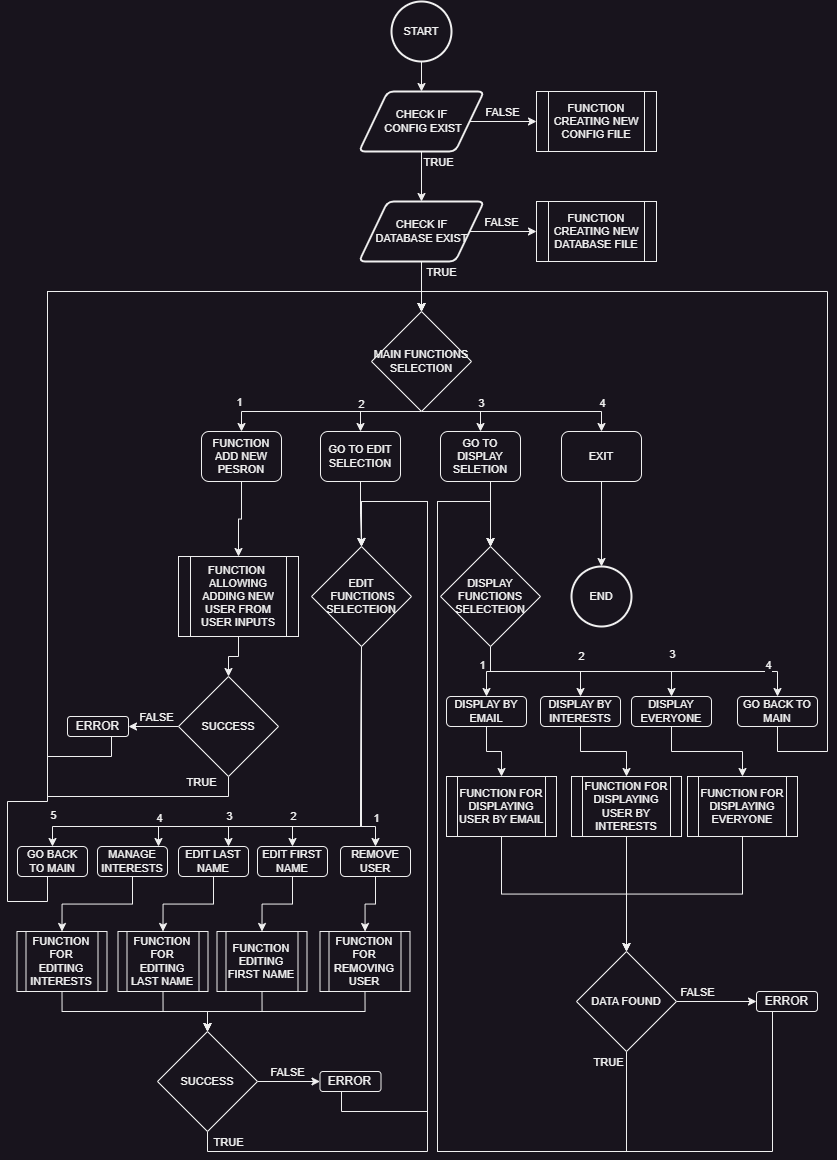 START
CHECK IF
CONFIG EXIST
FALSE
FUNCTION
CREATING NEW
CONFIG FILE
TRUE
CHECK IF
DATABASE EXIST
FALSE
FUNCTION
CREATING NEW
DATABASE FILE
TRUE
MAIN FUNCTIONS
SELECTION
1
2
3
4
FUNCTION
ADD NEW
PESRON
GO TO EDIT
SELECTION
GO TO
DISPLAY
SELETION
EXIT
FUNCTION
ALLOWING
ADDING NEW
USER FROM
USER INPUTS
EDIT
FUNCTIONS
SELECTEION
DISPLAY
FUNCTIONS
SELECTEION
END
1
2
3
4
DISPLAY BY
EMAIL
DISPLAY BY
INTERESTS
DISPLAY
EVERYONE
GO BACK TO
MAIN
SUCCESS
FALSE
ERROR
TRUE
FUNCTION FOR
DISPLAYING
USER BY EMAIL
FUNCTION FOR
DISPLAYING
USER BY
INTERESTS
FUNCTION FOR
DISPLAYING
EVERYONE
5
4
3
2
1
GO BACK
TO MAIN
MANAGE
INTERESTS
EDIT LAST
NAME
EDIT FIRST
NAME
REMOVE
USER
FUNCTION
FOR
EDITING
INTERESTS
FUNCTION
FOR
EDITING
LAST NAME
FUNCTION
EDITING
FIRST NAME
FUNCTION
FOR
REMOVING
USER
DATA FOUND
FALSE
ERROR
TRUE
SUCCESS
FALSE
ERROR
TRUE